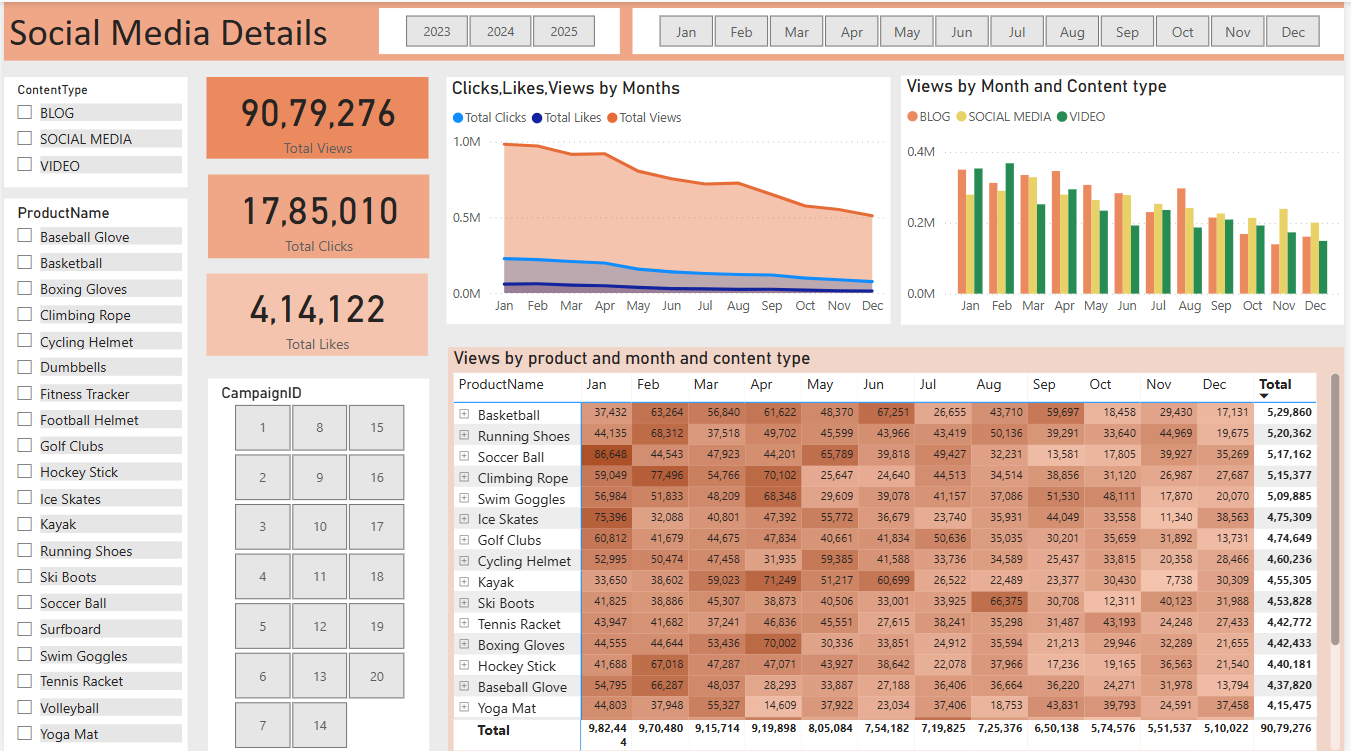 Social Media Details
2023 2024 2025
Jan Feb Mar Apr May Jun Jul Aug Sep Oct Nov Dec
ContentType
BLOG
SOCIAL MEDIA
VIDEO
ProductName
Baseball Glove
Basketball
Boxing Gloves
Climbing Rope
Cycling Helmet
Dumbbells
Fitness Tracker
Football Helmet
Golf Clubs
Hockey Stick
Ice Skates
Kayak
Running Shoes
Ski Boots
Soccer Ball
Surfboard
Swim Goggles
Tennis Racket
Volleyball
Yoga Mat
90,79,276
Total Views
17,85,010
Total Clicks
4,14,122
Total Likes
CampaignID
1 8 15
2 9 16
3 10 17
4 11 18
5 12 19
6 13 20
7 14
Clicks,Likes,Views by Months
Total Clicks Total Likes Total Views
1.0M
0.5M
0.0M
Jan Feb Mar Apr May Jun Jul Aug Sep Oct Nov Dec
Views by Month and Content type
BLOG SOCIAL MEDIA VIDEO
0.4M
0.2M
0.0M
Jan Feb Mar Apr May Jun Jul Aug Sep Oct Nov Dec
Views by product and month and content type
ProductName Jan Feb Mar Apr May Jun Jul Aug Sep Oct Nov Dec Total
Basketball 37,432 63,264 56,840 61,622 48,370 67,251 26,655 43,710 59,697 18,458 29,430 17,131 5,29,860
Running Shoes 44,135 68,312 37,518 49,702 45,599 43,966 43,419 50,136 39,291 33,640 44,969 19,675 5,20,362
Soccer Ball 86,648 44,543 47,923 44,201 65,789 39,818 49,427 32,231 13,581 17,805 39,927 35,269 5,17,162
Climbing Rope 59,049 77,496 54,766 70,102 25,647 24,640 44,513 34,514 38,856 31,120 26,987 27,687 5,15,377
Swim Goggles 56,984 51,833 48,209 68,348 29,609 39,078 41,157 37,086 51,530 48,111 17,870 20,070 5,09,885
Ice Skates 75,396 32,088 40,801 47,392 55,772 36,679 23,740 35,931 44,049 33,558 11,340 38,563 4,75,309
Golf Clubs 60,812 41,679 44,675 47,834 40,661 41,834 50,636 35,035 30,201 35,659 31,892 13,731 4,74,649
Cycling Helmet 52,995 50,474 47,458 31,935 59,385 41,588 33,736 34,589 25,437 33,815 20,358 28,466 4,60,236
Kayak 33,650 38,602 59,023 71,249 51,217 60,699 26,522 22,489 23,377 30,430 7,738 30,309 4,55,305
Ski Boots 41,825 38,886 45,307 38,873 40,506 33,001 33,925 66,375 30,708 12,311 40,123 31,988 4,53,828
Tennis Racket 43,947 41,682 37,241 46,836 45,551 27,615 38,241 35,298 31,487 43,193 24,248 27,433 4,42,772
Boxing Gloves 44,555 44,644 53,436 70,002 30,336 33,851 24,912 35,594 21,213 29,946 32,289 21,655 4,42,433
Hockey Stick 41,688 67,018 47,287 47,071 43,927 38,642 22,078 37,966 17,236 19,165 36,563 21,540 4,40,181
Baseball Glove 54,795 66,287 48,037 28,293 33,887 27,188 36,406 36,664 36,220 24,271 31,978 13,794 4,37,820
Yoga Mat 44,803 37,948 55,327 14,609 37,922 23,034 37,406 18,753 43,831 39,793 24,591 37,458 4,15,475
Total 9,82,44 9,70,480 9,15,714 9,19,898 8,05,084 7,54,182 7,19,825 7,25,376 6,50,138 5,74,576 5,51,537 5,10,022 90,79,276
4